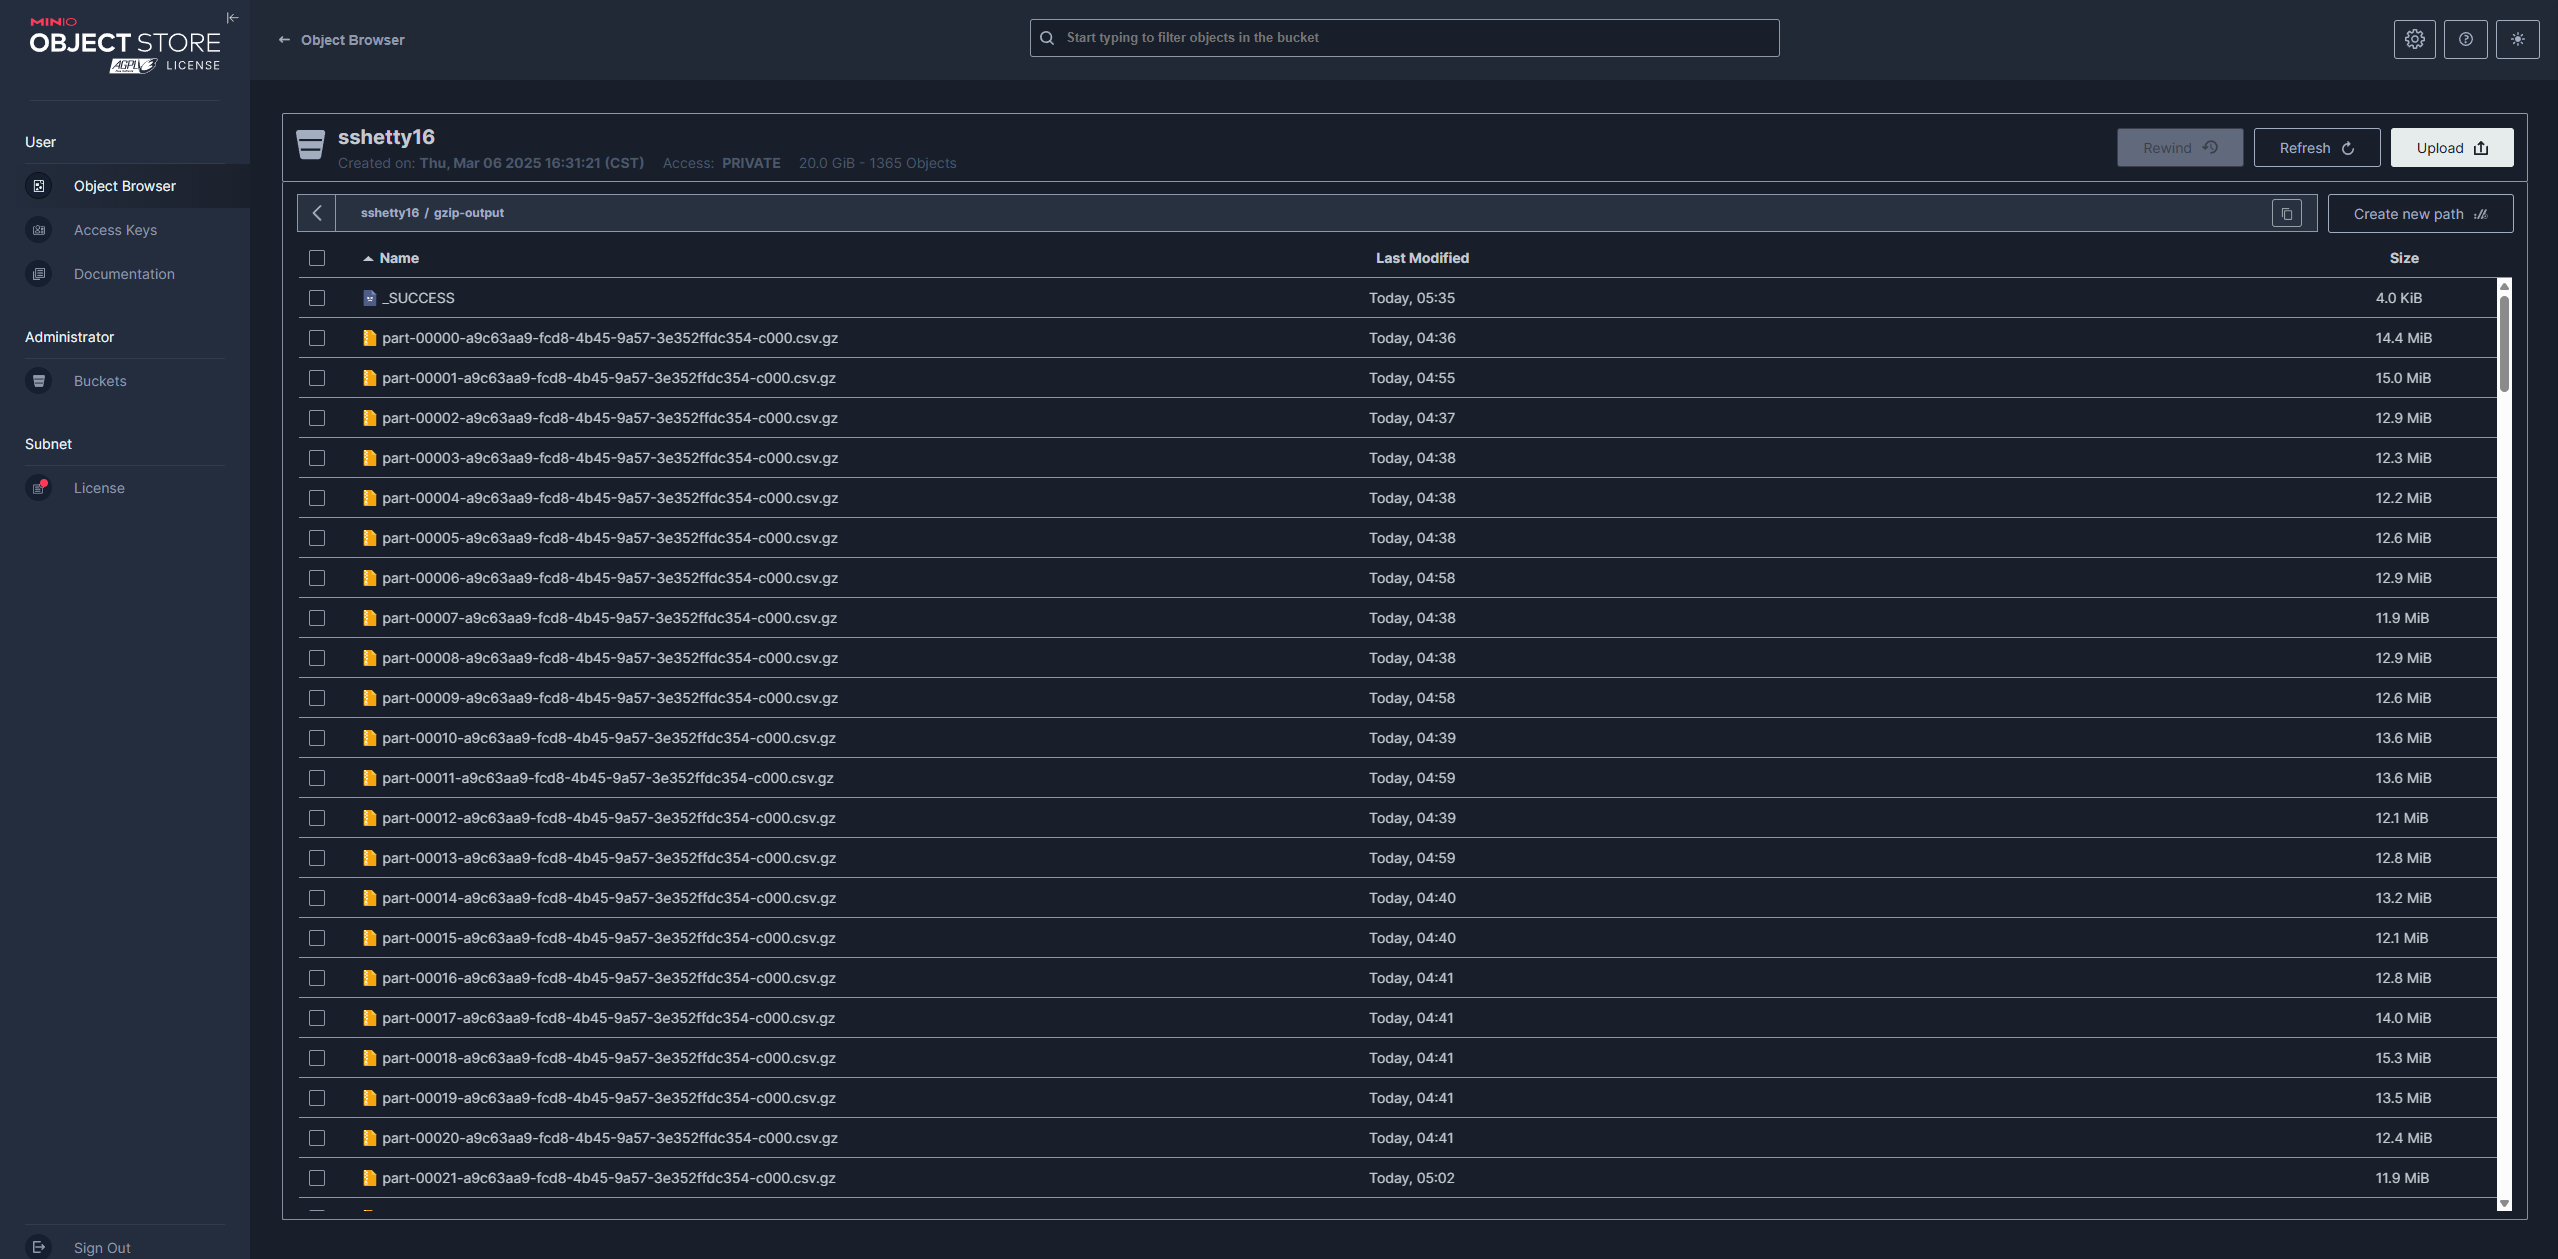 MINIO
OBJECT STORE
AGPLv3 LICENSE
User
Object Browser
Access Keys
Documentation
Administrator
Buckets
Subnet
License
Sign Out
Object Browser
Start typing to filter objects in the bucket
sshetty16
Created on: Thu, Mar 06 2025 16:31:21 (CST) Access: PRIVATE 20.0 GiB - 1365 Objects
Rewind Refresh Upload
sshetty16 / gzip-output
Create new path
Name Last Modified Size
_SUCCESS Today, 05:35 4.0 KiB
part-00000-a9c63aa9-fcd8-4b45-9a57-3e352ffdc354-c000.csv.gz Today, 04:36 14.4 MiB
part-00001-a9c63aa9-fcd8-4b45-9a57-3e352ffdc354-c000.csv.gz Today, 04:55 15.0 MiB
part-00002-a9c63aa9-fcd8-4b45-9a57-3e352ffdc354-c000.csv.gz Today, 04:37 12.9 MiB
part-00003-a9c63aa9-fcd8-4b45-9a57-3e352ffdc354-c000.csv.gz Today, 04:38 12.3 MiB
part-00004-a9c63aa9-fcd8-4b45-9a57-3e352ffdc354-c000.csv.gz Today, 04:38 12.2 MiB
part-00005-a9c63aa9-fcd8-4b45-9a57-3e352ffdc354-c000.csv.gz Today, 04:38 12.6 MiB
part-00006-a9c63aa9-fcd8-4b45-9a57-3e352ffdc354-c000.csv.gz Today, 04:58 12.9 MiB
part-00007-a9c63aa9-fcd8-4b45-9a57-3e352ffdc354-c000.csv.gz Today, 04:38 11.9 MiB
part-00008-a9c63aa9-fcd8-4b45-9a57-3e352ffdc354-c000.csv.gz Today, 04:38 12.9 MiB
part-00009-a9c63aa9-fcd8-4b45-9a57-3e352ffdc354-c000.csv.gz Today, 04:58 12.6 MiB
part-00010-a9c63aa9-fcd8-4b45-9a57-3e352ffdc354-c000.csv.gz Today, 04:39 13.6 MiB
part-00011-a9c63aa9-fcd8-4b45-9a57-3e352ffdc354-c000.csv.gz Today, 04:59 13.6 MiB
part-00012-a9c63aa9-fcd8-4b45-9a57-3e352ffdc354-c000.csv.gz Today, 04:39 12.1 MiB
part-00013-a9c63aa9-fcd8-4b45-9a57-3e352ffdc354-c000.csv.gz Today, 04:59 12.8 MiB
part-00014-a9c63aa9-fcd8-4b45-9a57-3e352ffdc354-c000.csv.gz Today, 04:40 13.2 MiB
part-00015-a9c63aa9-fcd8-4b45-9a57-3e352ffdc354-c000.csv.gz Today, 04:40 12.1 MiB
part-00016-a9c63aa9-fcd8-4b45-9a57-3e352ffdc354-c000.csv.gz Today, 04:41 12.8 MiB
part-00017-a9c63aa9-fcd8-4b45-9a57-3e352ffdc354-c000.csv.gz Today, 04:41 14.0 MiB
part-00018-a9c63aa9-fcd8-4b45-9a57-3e352ffdc354-c000.csv.gz Today, 04:41 15.3 MiB
part-00019-a9c63aa9-fcd8-4b45-9a57-3e352ffdc354-c000.csv.gz Today, 04:41 13.5 MiB
part-00020-a9c63aa9-fcd8-4b45-9a57-3e352ffdc354-c000.csv.gz Today, 04:41 12.4 MiB
part-00021-a9c63aa9-fcd8-4b45-9a57-3e352ffdc354-c000.csv.gz Today, 05:02 11.9 MiB